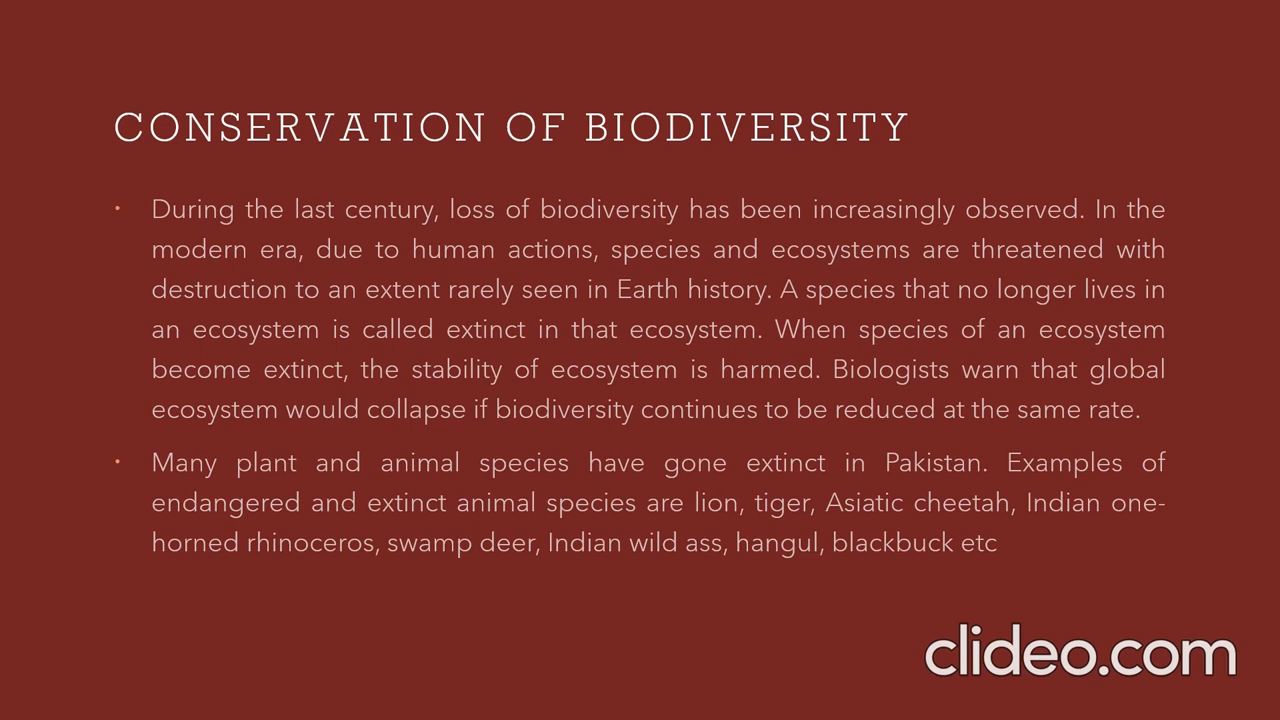 CONSERVATION OF BIODIVERSITY
• During the last century, loss of biodiversity has been increasingly observed. In the
modern era, due to human actions, species and ecosystems are threatened with
destruction to an extent rarely seen in Earth history. A species that no longer lives in
an ecosystem is called extinct in that ecosystem. When species of an ecosystem
become extinct, the stability of ecosystem is harmed. Biologists warn that global
ecosystem would collapse if biodiversity continues to be reduced at the same rate.
• Many plant and animal species have gone extinct in Pakistan. Examples of
endangered and extinct animal species are lion, tiger, Asiatic cheetah, Indian one-
horned rhinoceros, swamp deer, Indian wild ass, hangul, blackbuck etc
clideo.com